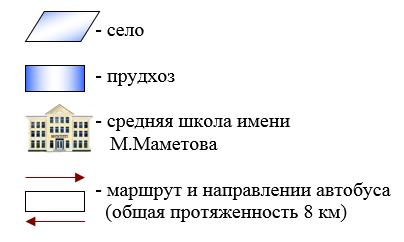 - село
- прудхоз
- средняя школа имени
М.Маметова
- маршрут и направлении автобуса
(общая протяженность 8 км)